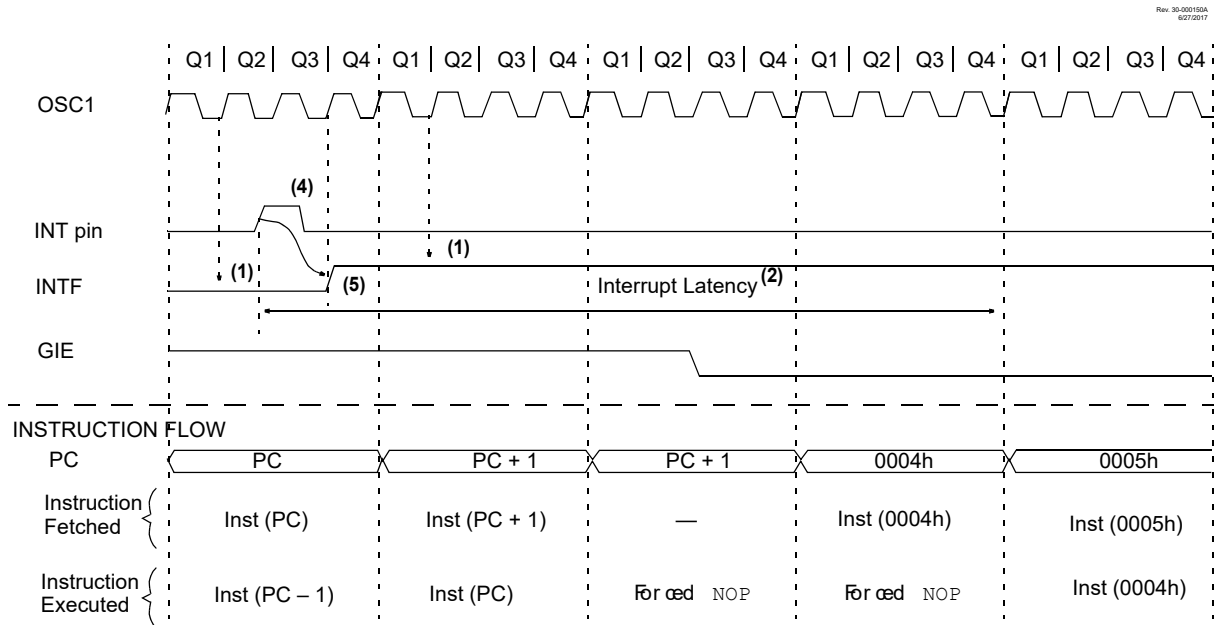 Rev. 30-000150A
6/27/2017
Q1 Q2 Q3 Q4 Q1 Q2 Q3 Q4 Q1 Q2 Q3 Q4 Q1 Q2 Q3 Q4 Q1 Q2 Q3 Q4
OSC1
(4)
INT pin
(1)
INTF
(1)
(5)
Interrupt Latency (2)
GIE
INSTRUCTION FLOW
PC PC PC + 1 PC + 1 0004h 0005h
Instruction
Fetched
Inst (PC) Inst (PC + 1) — Inst (0004h) Inst (0005h)
Instruction
Executed
Inst (PC – 1) Inst (PC) Forced NOP Forced NOP Inst (0004h)